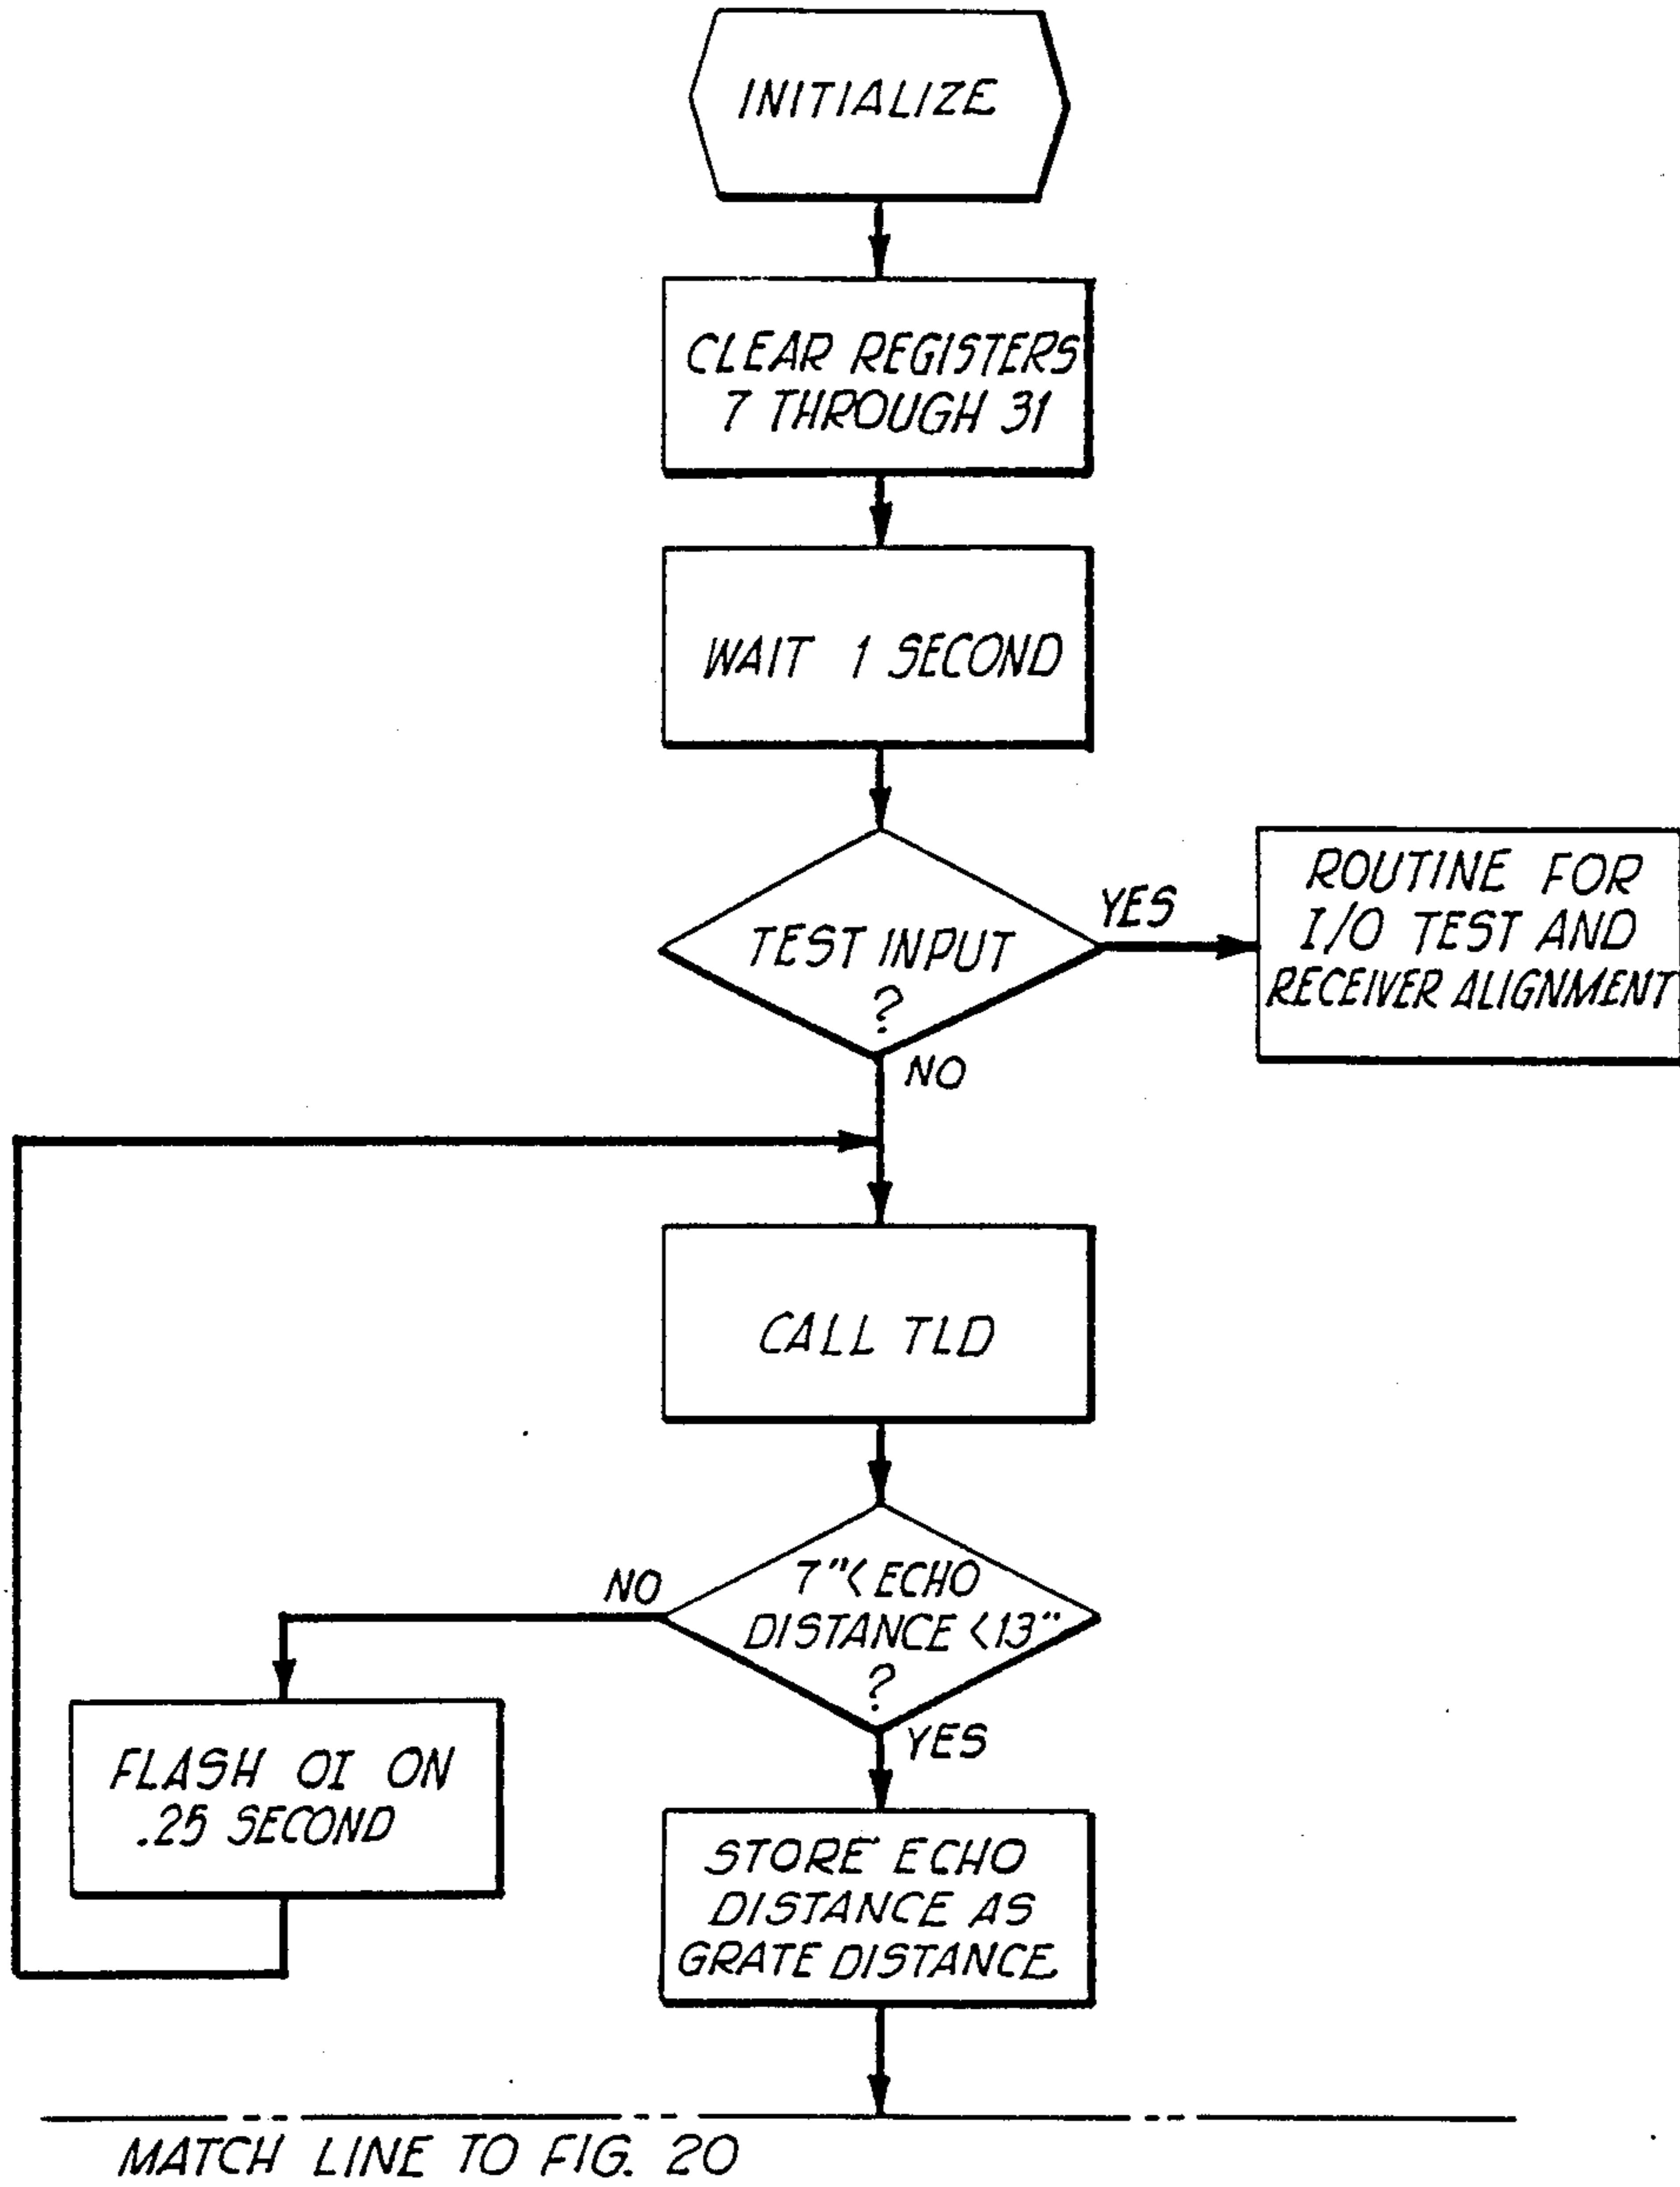 INITIALIZE
CLEAR REGISTERS
7 THROUGH 31
WAIT 1 SECOND
TEST INPUT
?
YES
ROUTINE FOR
I/O TEST AND
RECEIVER ALIGNMENT
NO
CALL TLD
7"< ECHO
DISTANCE <13"
?
NO
YES
FLASH OI ON
.25 SECOND
STORE ECHO
DISTANCE AS
GRATE DISTANCE
MATCH LINE TO FIG. 20